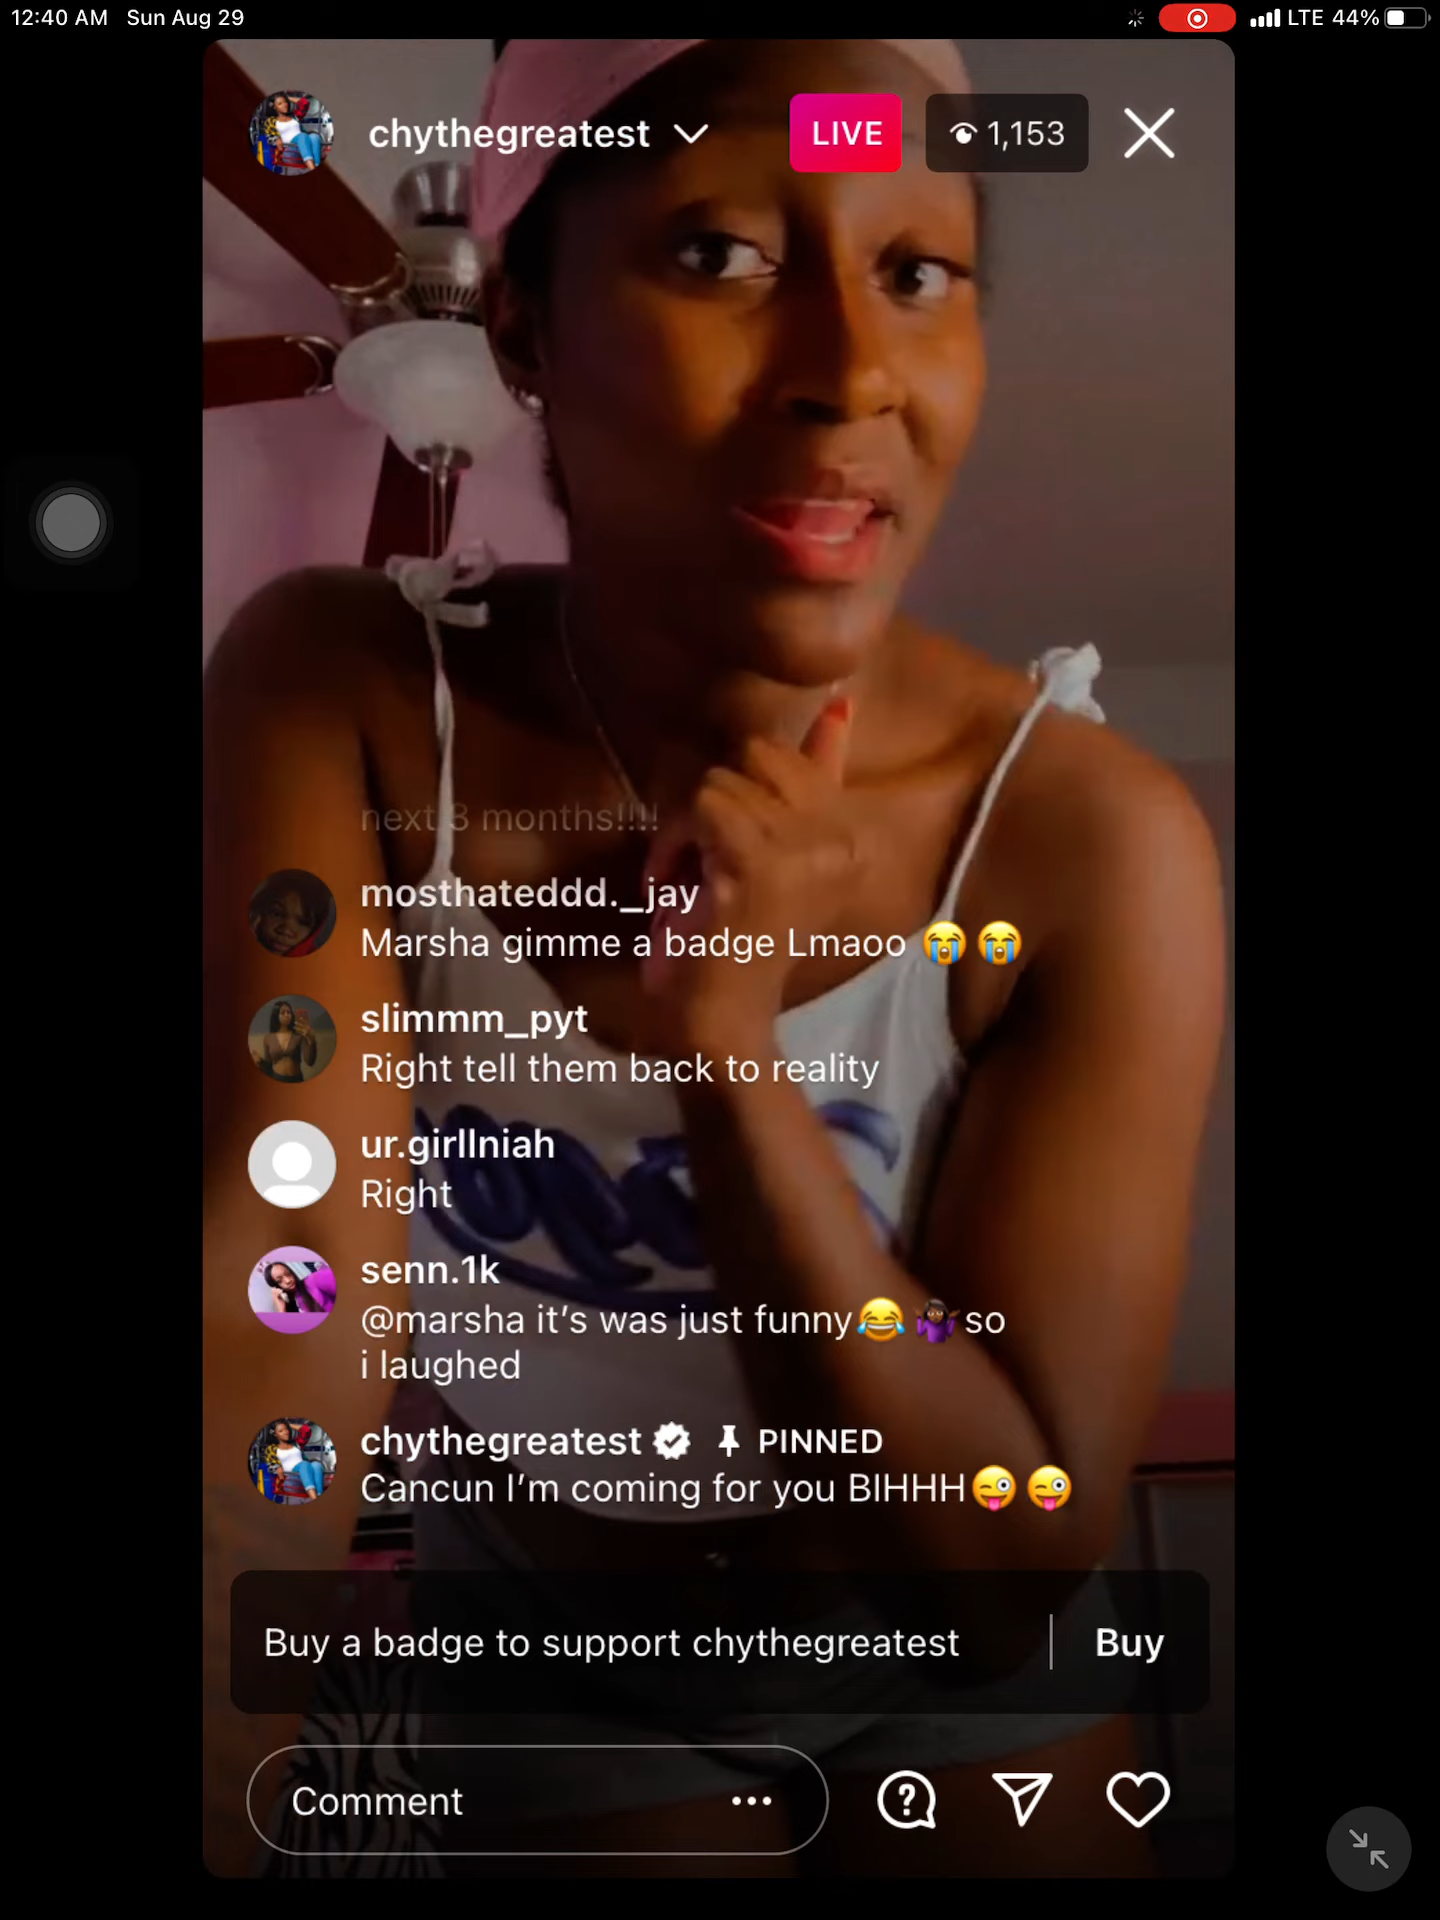 12:40 AM Sun Aug 29
LTE 44%
chythegreatest
LIVE
1,153
next 3 months!!!!
mosthateddd._jay
Marsha gimme a badge Lmaoo 😭 😭
slimmm_pyt
Right tell them back to reality
ur.girllniah
Right
senn.1k
@marsha it’s was just funny😂 🤷🏿‍♀️so
i laughed
chythegreatest PINNED
Cancun I’m coming for you BIHHH😜 😜
Buy a badge to support chythegreatest | Buy
Comment